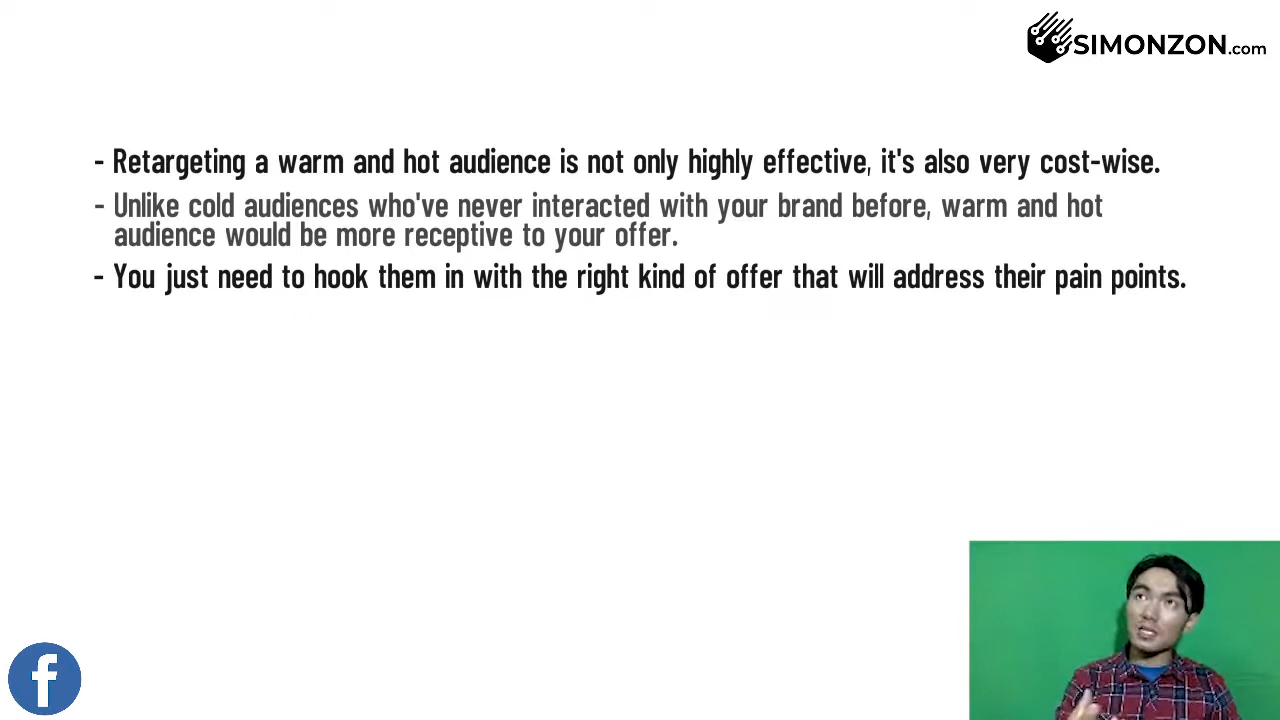 SIMONZON.com
- Retargeting a warm and hot audience is not only highly effective, it's also very cost-wise.
- Unlike cold audiences who've never interacted with your brand before, warm and hot
audience would be more receptive to your offer.
- You just need to hook them in with the right kind of offer that will address their pain points.
f